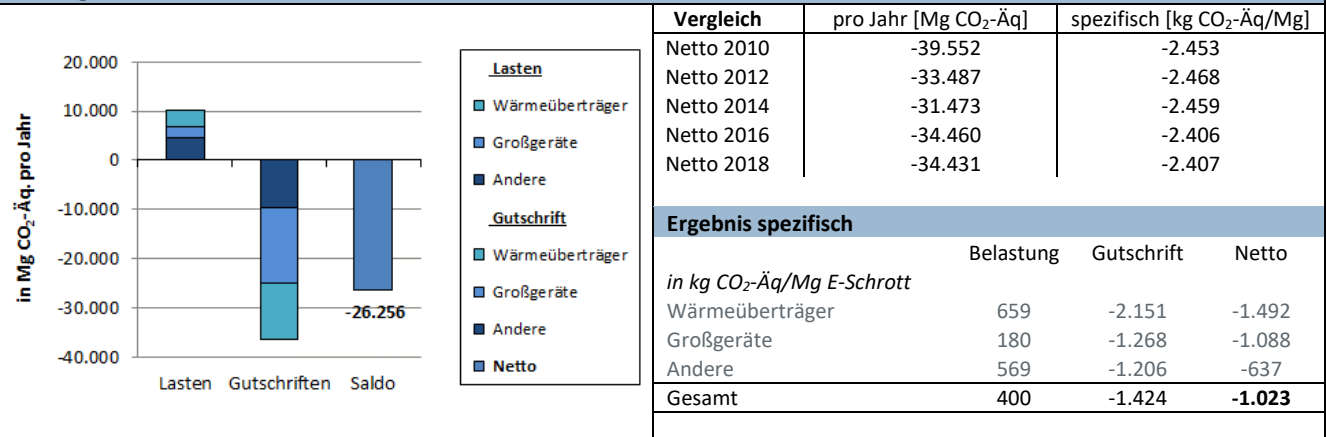 in Mg CO₂-Äq. pro Jahr
20.000
10.000
0
-10.000
-20.000
-30.000
-40.000
-26.256
Lasten Gutschriften Saldo
Lasten
Wärmeüberträger
Großgeräte
Andere
Gutschrift
Wärmeüberträger
Großgeräte
Andere
Netto
Vergleich pro Jahr [Mg CO₂-Äq] spezifisch [kg CO₂-Äq/Mg]
Netto 2010 -39.552 -2.453
Netto 2012 -33.487 -2.468
Netto 2014 -31.473 -2.459
Netto 2016 -34.460 -2.406
Netto 2018 -34.431 -2.407
Ergebnis spezifisch
Belastung Gutschrift Netto
in kg CO₂-Äq/Mg E-Schrott
Wärmeüberträger 659 -2.151 -1.492
Großgeräte 180 -1.268 -1.088
Andere 569 -1.206 -637
Gesamt 400 -1.424 -1.023